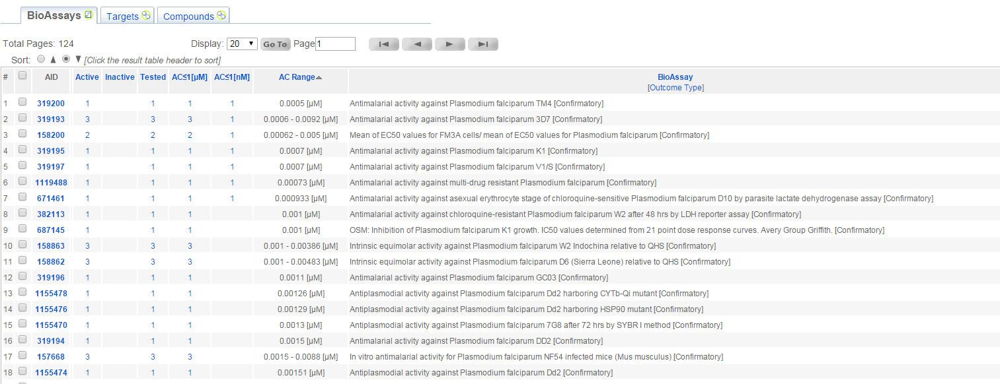 BioAssays Targets Compounds
Total Pages: 124 Display: 20 Go To Page 1
Sort: [Click the result table header to sort]
# AID Active Inactive Tested AC≤1[µM] AC≤1[nM] AC Range BioAssay
[Outcome Type]
1 319200 1 1 1 1 0.0005 [µM] Antimalarial activity against Plasmodium falciparum TM4 [Confirmatory]
2 319193 3 3 3 1 0.0006 - 0.0092 [µM] Antimalarial activity against Plasmodium falciparum 3D7 [Confirmatory]
3 158200 2 2 2 1 0.00062 - 0.005 [µM] Mean of EC50 values for FM3A cells/ mean of EC50 values for Plasmodium falciparum [Confirmatory]
4 319195 1 1 1 1 0.0007 [µM] Antimalarial activity against Plasmodium falciparum K1 [Confirmatory]
5 319197 1 1 1 1 0.0007 [µM] Antimalarial activity against Plasmodium falciparum V1/S [Confirmatory]
6 1119488 1 1 1 1 0.00073 [µM] Antimalarial activity against multi-drug resistant Plasmodium falciparum [Confirmatory]
7 671461 1 1 1 1 0.000933 [µM] Antimalarial activity against asexual erythrocyte stage of chloroquine-sensitive Plasmodium falciparum D10 by parasite lactate dehydrogenase assay [Confirmatory]
8 382113 1 1 1 0.001 [µM] Antimalarial activity against chloroquine-resistant Plasmodium falciparum W2 after 48 hrs by LDH reporter assay [Confirmatory]
9 687145 1 1 1 0.001 [µM] OSM: Inhibition of Plasmodium falciparum K1 growth. IC50 values determined from 21 point dose response curves. Avery Group Griffith. [Confirmatory]
10 158863 3 3 3 0.001 - 0.00386 [µM] Intrinsic equimolar activity against Plasmodium falciparum W2 Indochina relative to QHS [Confirmatory]
11 158862 3 3 3 0.001 - 0.00483 [µM] Intrinsic equimolar activity against Plasmodium falciparum D6 (Sierra Leone) relative to QHS [Confirmatory]
12 319196 1 1 1 0.0011 [µM] Antimalarial activity against Plasmodium falciparum GC03 [Confirmatory]
13 1155478 1 1 1 0.00126 [µM] Antiplasmodial activity against Plasmodium falciparum Dd2 harboring CYTb-Qi mutant [Confirmatory]
14 1155476 1 1 1 0.00129 [µM] Antiplasmodial activity against Plasmodium falciparum Dd2 harboring HSP90 mutant [Confirmatory]
15 1155470 1 1 1 0.0013 [µM] Antiplasmodial activity against Plasmodium falciparum 7G8 after 72 hrs by SYBR I method [Confirmatory]
16 319194 1 1 1 0.0015 [µM] Antimalarial activity against Plasmodium falciparum DD2 [Confirmatory]
17 157668 3 3 3 0.0015 - 0.0088 [µM] In vitro antimalarial activity for Plasmodium falciparum NF54 infected mice (Mus musculus) [Confirmatory]
18 1155474 1 1 1 0.00151 [µM] Antiplasmodial activity against Plasmodium falciparum Dd2 [Confirmatory]